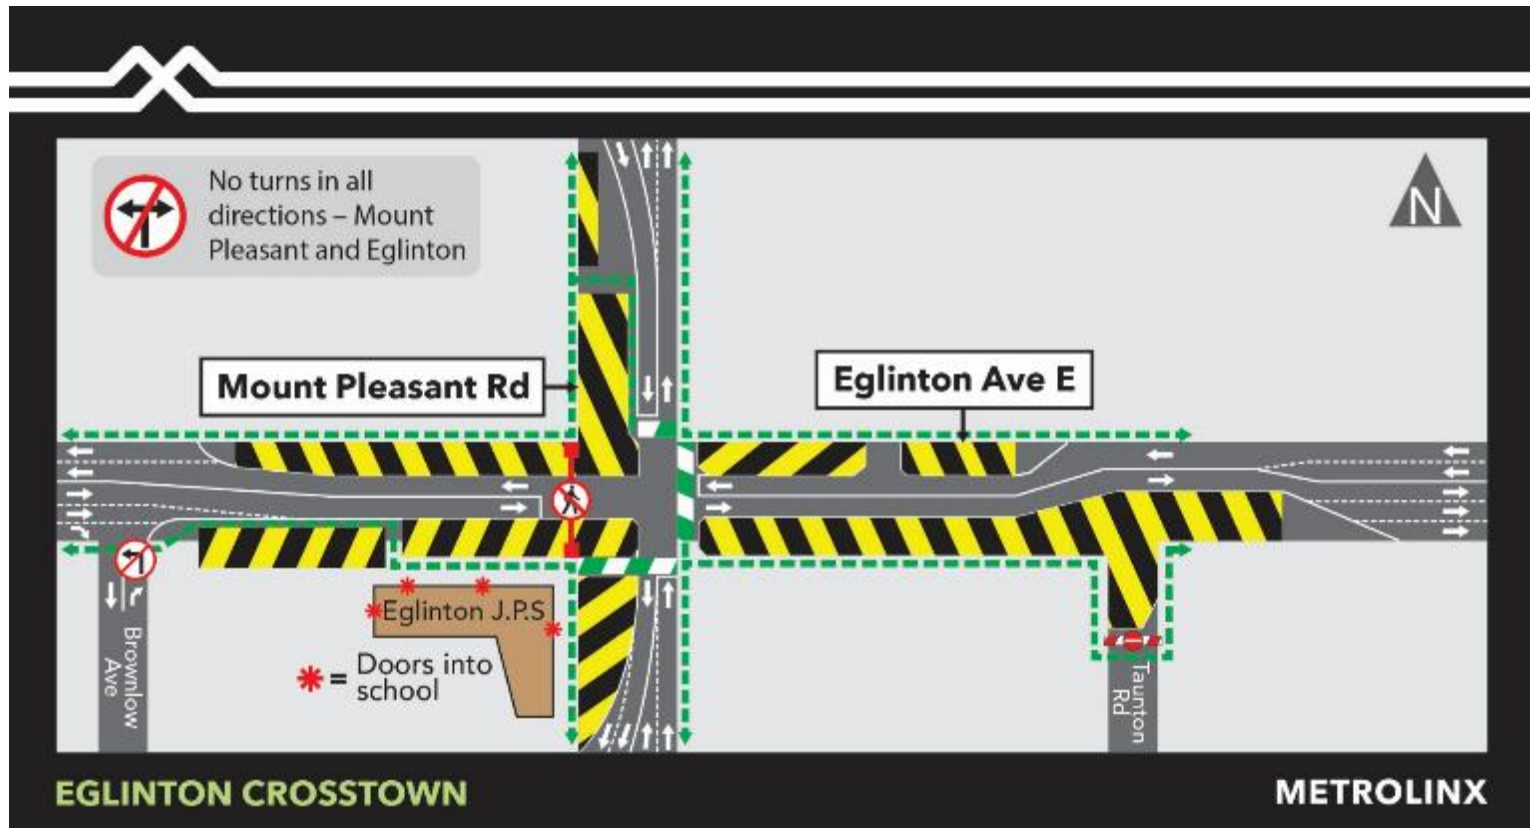 No turns in all
directions – Mount
Pleasant and Eglinton
N
Mount Pleasant Rd
Eglinton Ave E
Eglinton J.P.S
= Doors into
school
Brownlow
Ave
Taunton
Rd
EGLINTON CROSSTOWN
METROLINX